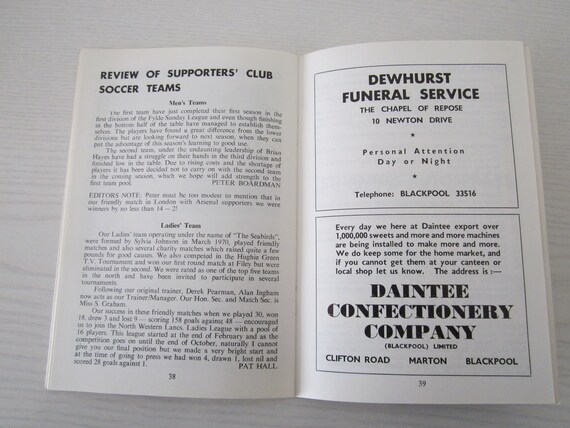 REVIEW OF SUPPORTERS' CLUB
SOCCER TEAMS
Men's Teams
Our first team have just completed their first season in the
first division of the Fylde Sunday League and even though finishing
in the bottom half of the table have managed to establish them-
selves. The players have found a great difference from the lower
divisions but are looking forward to next season, when they can
put the advantage of this season's learning to good use.
The second team, under the undaunting leadership of Brian
Hayes have had a struggle on their hands in the third division and
finished low in the table. Due to rising costs and the shortage of
players it has been decided not to carry on with the second team
in the coming season, which we hope will add strength to the
first team pool.
PETER BOARDMAN
EDITORS NOTE: Peter must be too modest to mention that in
our friendly match in London with Arsenal supporters we were
winners by no less than 14 — 2!
Ladies' Team
Our Ladies' team operating under the name of "The Seabirds",
were formed by Sylvia Johnson in March 1970, played friendly
matches and also several charity matches which raised quite a few
pounds for good causes. We also competed in the Hughie Green
T.V. Tournament and won our first round match at Filey but were
eliminated in the second. We were rated as one of the top five teams
in the north and have been invited to participate in several
tournaments.
Following our original trainer, Derek Pearman, Alan Ingham
now acts as our Trainer/Manager. Our Hon. Sec. and Match Sec. is
Miss S. Graham.
Our success in these friendly matches when we played 30, won
18, drew 3 and lost 9 — scoring 158 goals against 48 — encouraged
us to join the North Western Lancs. Ladies League with a pool of
16 players. This league started at the end of February and as the
competition goes on until the end of October, naturally I cannot
give you our final position but we made a very bright start and
at the time of going to press we had won 4, drawn 1, lost nil and
scored 28 goals against 1.
PAT HALL
38
DEWHURST
FUNERAL SERVICE
THE CHAPEL OF REPOSE
10 NEWTON DRIVE
★
Personal Attention
Day or Night
★
Telephone: BLACKPOOL 33516
Every day we here at Daintee export over
1,000,000 sweets and more and more machines
are being installed to make more and more.
We do keep some for the home market, and
if you cannot get them at your canteen or
local shop let us know. The address is :—
DAINTEE
CONFECTIONERY
COMPANY
(BLACKPOOL) LIMITED
CLIFTON ROAD MARTON BLACKPOOL
39